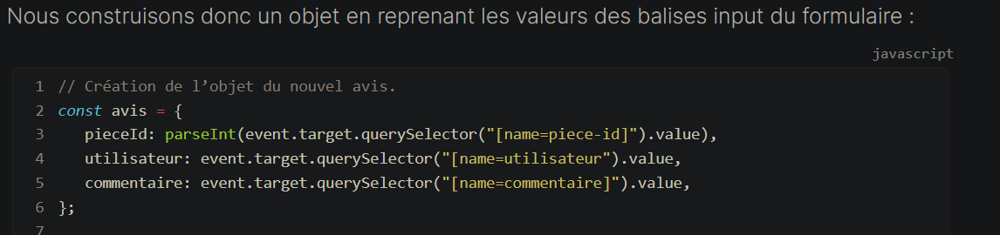 Nous construisons donc un objet en reprenant les valeurs des balises input du formulaire :
javascript
1 // Création de l’objet du nouvel avis.
2 const avis = {
3    pieceId: parseInt(event.target.querySelector("[name=piece-id]").value),
4    utilisateur: event.target.querySelector("[name=utilisateur").value,
5    commentaire: event.target.querySelector("[name=commentaire]").value,
6 };
7